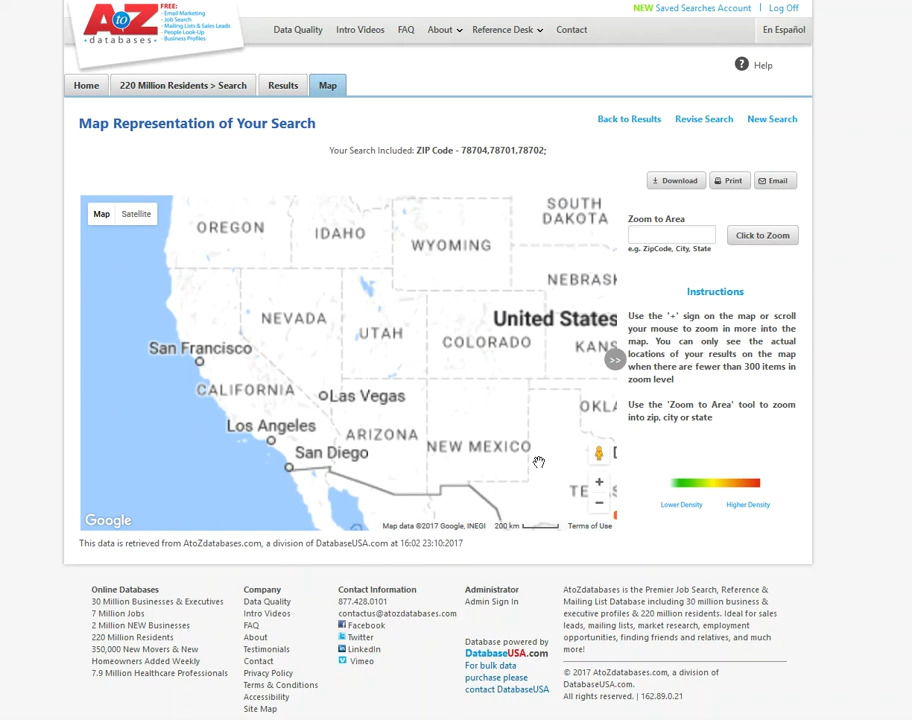 AtoZ
databases
FREE:
- Email Marketing
- Job Search
- Mailing Lists & Sales Leads
- People Look-Up
- Business Profiles
NEW Saved Searches Account | Log Off
Data Quality Intro Videos FAQ About Reference Desk Contact En Español
? Help
Home 220 Million Residents > Search Results Map
Map Representation of Your Search
Back to Results Revise Search New Search
Your Search Included: ZIP Code - 78704,78701,78702;
Download Print Email
Map Satellite
OREGON
IDAHO
WYOMING
SOUTH
DAKOTA
NEBRASK
NEVADA
UTAH
COLORADO
United States
KANS
San Francisco
CALIFORNIA
Las Vegas
Los Angeles
ARIZONA
NEW MEXICO
OKLA
San Diego
TE
>>
+
−
Google
Map data ©2017 Google, INEGI 200 km Terms of Use
Zoom to Area
Click to Zoom
e.g. ZipCode, City, State
Instructions
Use the '+' sign on the map or scroll
your mouse to zoom in more into the
map. You can only see the actual
locations of your results on the map
when there are fewer than 300 items in
zoom level
Use the 'Zoom to Area' tool to zoom
into zip, city or state
Lower Density Higher Density
This data is retrieved from AtoZdatabases.com, a division of DatabaseUSA.com at 16:02 23:10:2017
Online Databases
30 Million Businesses & Executives
7 Million Jobs
2 Million NEW Businesses
220 Million Residents
350,000 New Movers & New
Homeowners Added Weekly
7.9 Million Healthcare Professionals
Company
Data Quality
Intro Videos
FAQ
About
Testimonials
Contact
Privacy Policy
Terms & Conditions
Accessibility
Site Map
Contact Information
877.428.0101
contactus@atozdatabases.com
Facebook
Twitter
LinkedIn
Vimeo
Administrator
Admin Sign In
Database powered by
DatabaseUSA.com
For bulk data
purchase please
contact DatabaseUSA
AtoZdatabases is the Premier Job Search, Reference &
Mailing List Database including 30 million business &
executive profiles & 220 million residents. Ideal for sales
leads, mailing lists, market research, employment
opportunities, finding friends and relatives, and much
more!
© 2017 AtoZdatabases.com, a division of
DatabaseUSA.com.
All rights reserved. | 162.89.0.21